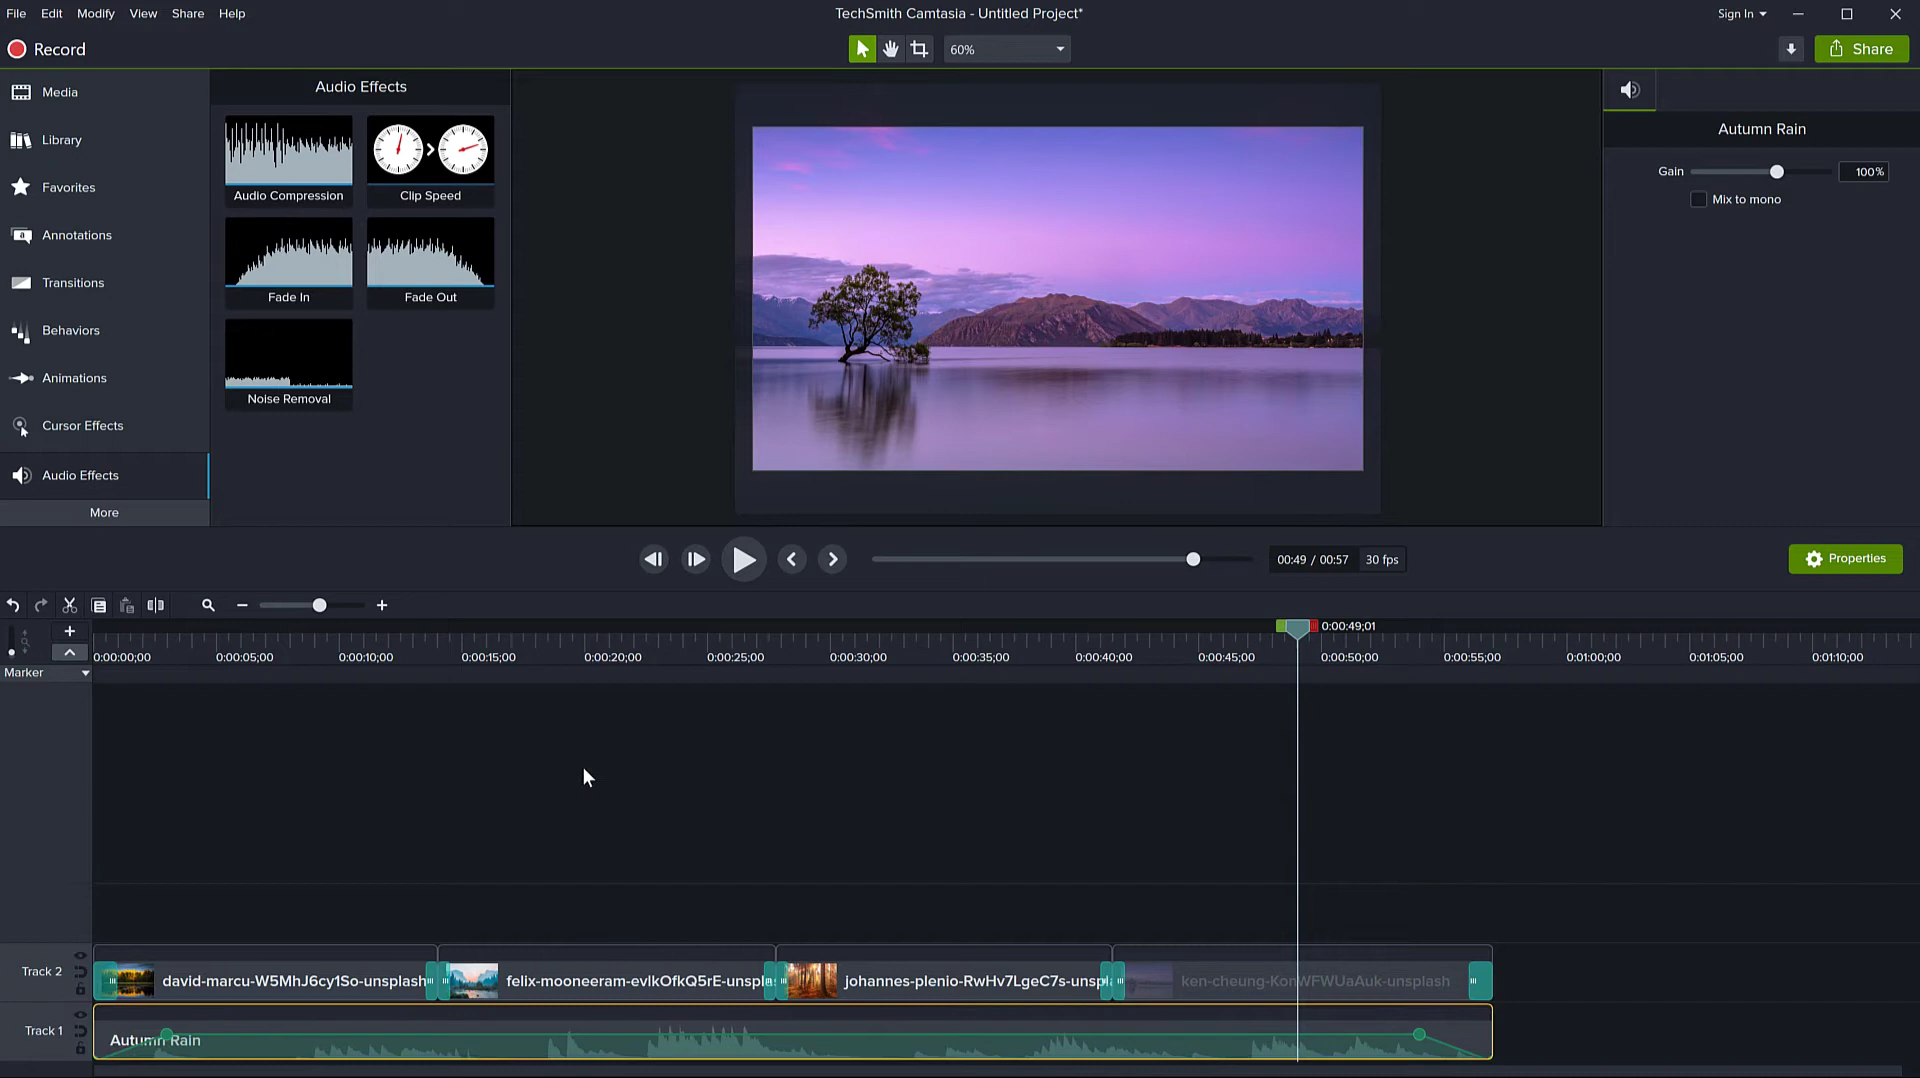 File Edit Modify View Share Help
TechSmith Camtasia - Untitled Project*
Sign In
Record
60%
Share
Media
Library
Favorites
Annotations
Transitions
Behaviors
Animations
Cursor Effects
Audio Effects
More
Audio Effects
Audio Compression
Clip Speed
Fade In
Fade Out
Noise Removal
Autumn Rain
Gain
100%
Mix to mono
00:49 / 00:57
30 fps
Properties
0:00:49;01
0:00:00;00 0:00:05;00 0:00:10;00 0:00:15;00 0:00:20;00 0:00:25;00 0:00:30;00 0:00:35;00 0:00:40;00 0:00:45;00 0:00:50;00 0:00:55;00 0:01:00;00 0:01:05;00 0:01:10;00
Marker
Track 2
david-marcu-W5MhJ6cy1So-unsplash
felix-mooneeram-evlkOfkQ5rE-unspl
johannes-plenio-RwHv7LgeC7s-unspl
ken-cheung-KonWFWUaAuk-unsplash
Track 1
Autumn Rain